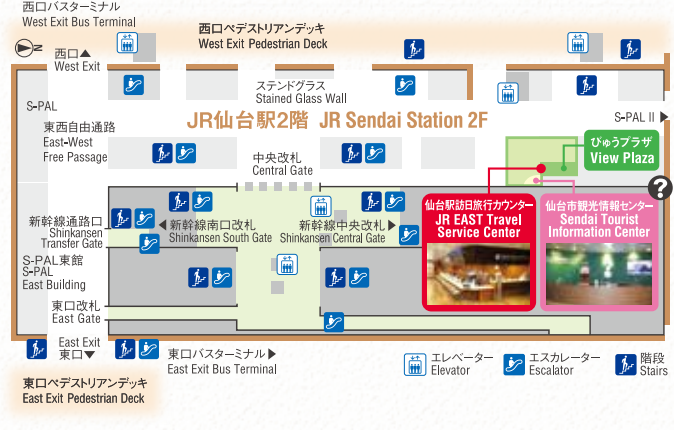 西口バスターミナル
West Exit Bus Terminal
西口ペデストリアンデッキ
West Exit Pedestrian Deck
N
西口▲
West Exit
S-PAL
ステンドグラス
Stained Glass Wall
JR仙台駅2階 JR Sendai Station 2F
S-PAL II ▶
東西自由通路
East-West
Free Passage
中央改札
Central Gate
びゅうプラザ
View Plaza
?
仙台駅訪日旅行カウンター
JR EAST Travel
Service Center
仙台市観光情報センター
Sendai Tourist
Information Center
新幹線通路口
Shinkansen
Transfer Gate
◀新幹線南口改札
Shinkansen South Gate
新幹線中央改札▶
Shinkansen Central Gate
S-PAL東館
S-PAL
East Building
東口改札
East Gate
East Exit
東口▼
東口バスターミナル▶
East Exit Bus Terminal
エレベーター
Elevator
エスカレーター
Escalator
階段
Stairs
東口ペデストリアンデッキ
East Exit Pedestrian Deck